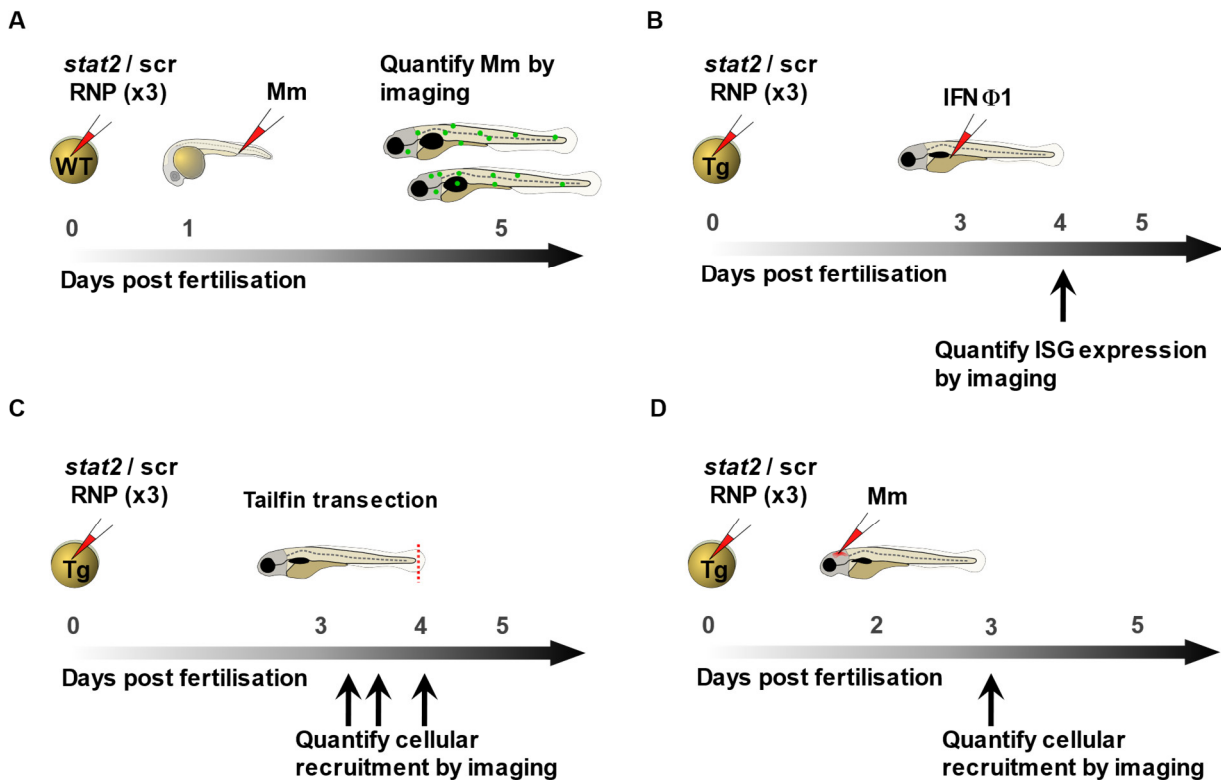 A
stat2 / scr
RNP (x3)
Mm
Quantify Mm by
imaging
WT
0 1 5
Days post fertilisation
B
stat2 / scr
RNP (x3)
IFNΦ1
Tg
0 3 4 5
Days post fertilisation
Quantify ISG expression
by imaging
C
stat2 / scr
RNP (x3)
Tailfin transection
Tg
0 3 4 5
Days post fertilisation
Quantify cellular
recruitment by imaging
D
stat2 / scr
RNP (x3)
Mm
Tg
0 2 3 5
Days post fertilisation
Quantify cellular
recruitment by imaging